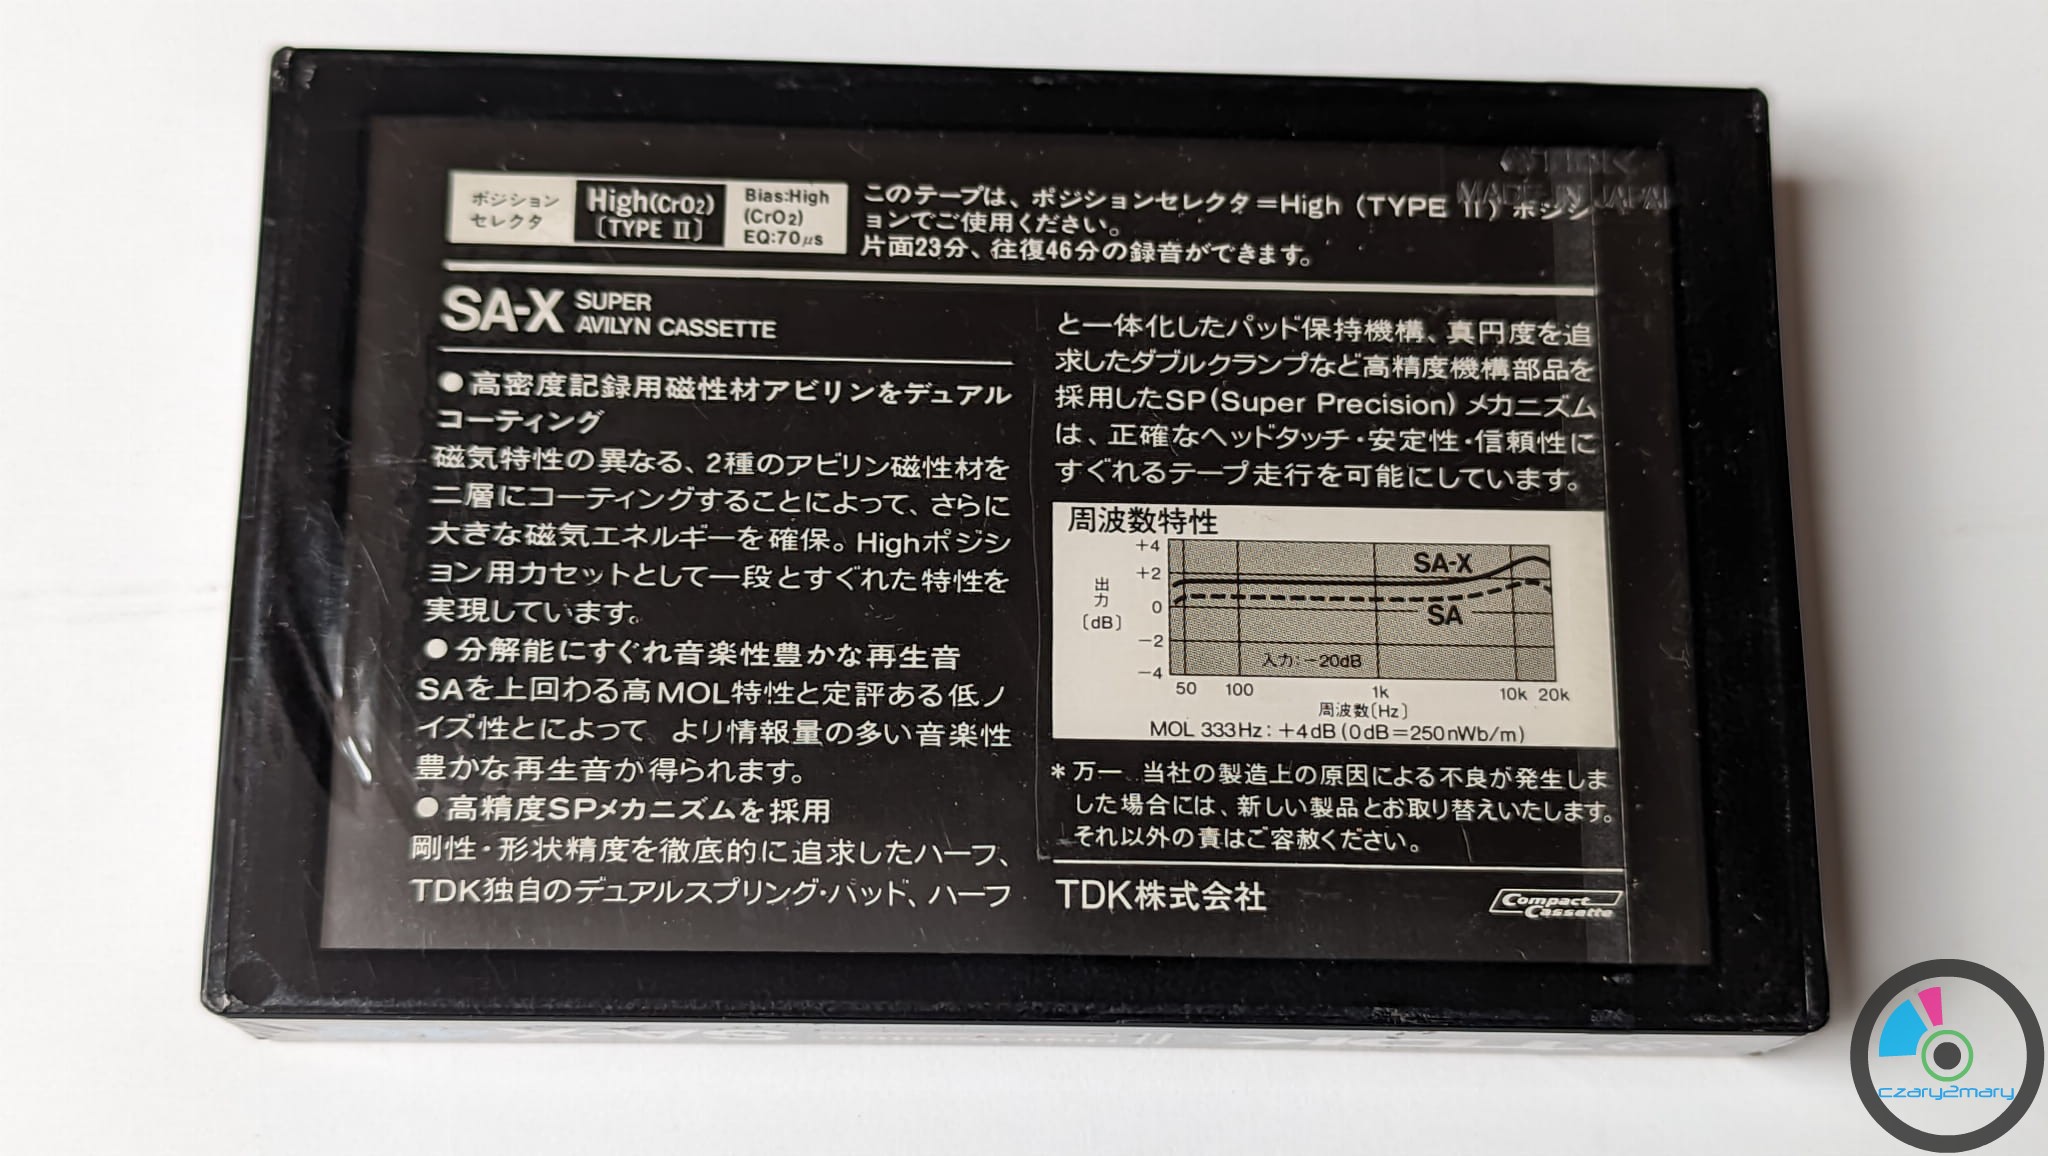 ポジション
セレクタ
High(CrO2)
〔TYPE II〕
Bias:High
(CrO2)
EQ:70μs
このテープは、ポジションセレクタ=High (TYPE II) ポジシ
ョンでご使用ください。
片面23分、往復46分の録音ができます。
TDK
MADE IN JAPAN
SA-X SUPER
AVILYN CASSETTE
●高密度記録用磁性材アビリンをデュアル
コーティング
磁気特性の異なる、2種のアビリン磁性材を
二層にコーティングすることによって、さらに
大きな磁気エネルギーを確保。Highポジシ
ョン用カセットとして一段とすぐれた特性を
実現しています。
●分解能にすぐれ音楽性豊かな再生音
SAを上回わる高MOL特性と定評ある低ノ
イズ性とによって より情報量の多い音楽性
豊かな再生音が得られます。
●高精度SPメカニズムを採用
剛性・形状精度を徹底的に追求したハーフ、
TDK独自のデュアルスプリング・パッド、ハーフ
と一体化したパッド保持機構、真円度を追
求したダブルクランプなど高精度機構部品を
採用したSP(Super Precision)メカニズム
は、正確なヘッドタッチ・安定性・信頼性に
すぐれるテープ走行を可能にしています。
周波数特性
+4
+2
0
-2
-4
出力
〔dB〕
SA-X
SA
入力:-20dB
50 100 1k 10k 20k
周波数〔Hz〕
MOL 333Hz: +4dB (0dB=250nWb/m)
*万一、当社の製造上の原因による不良が発生しま
した場合には、新しい製品とお取り替えいたします。
それ以外の責はご容赦ください。
TDK株式会社
Compact
Cassette
czary2mary